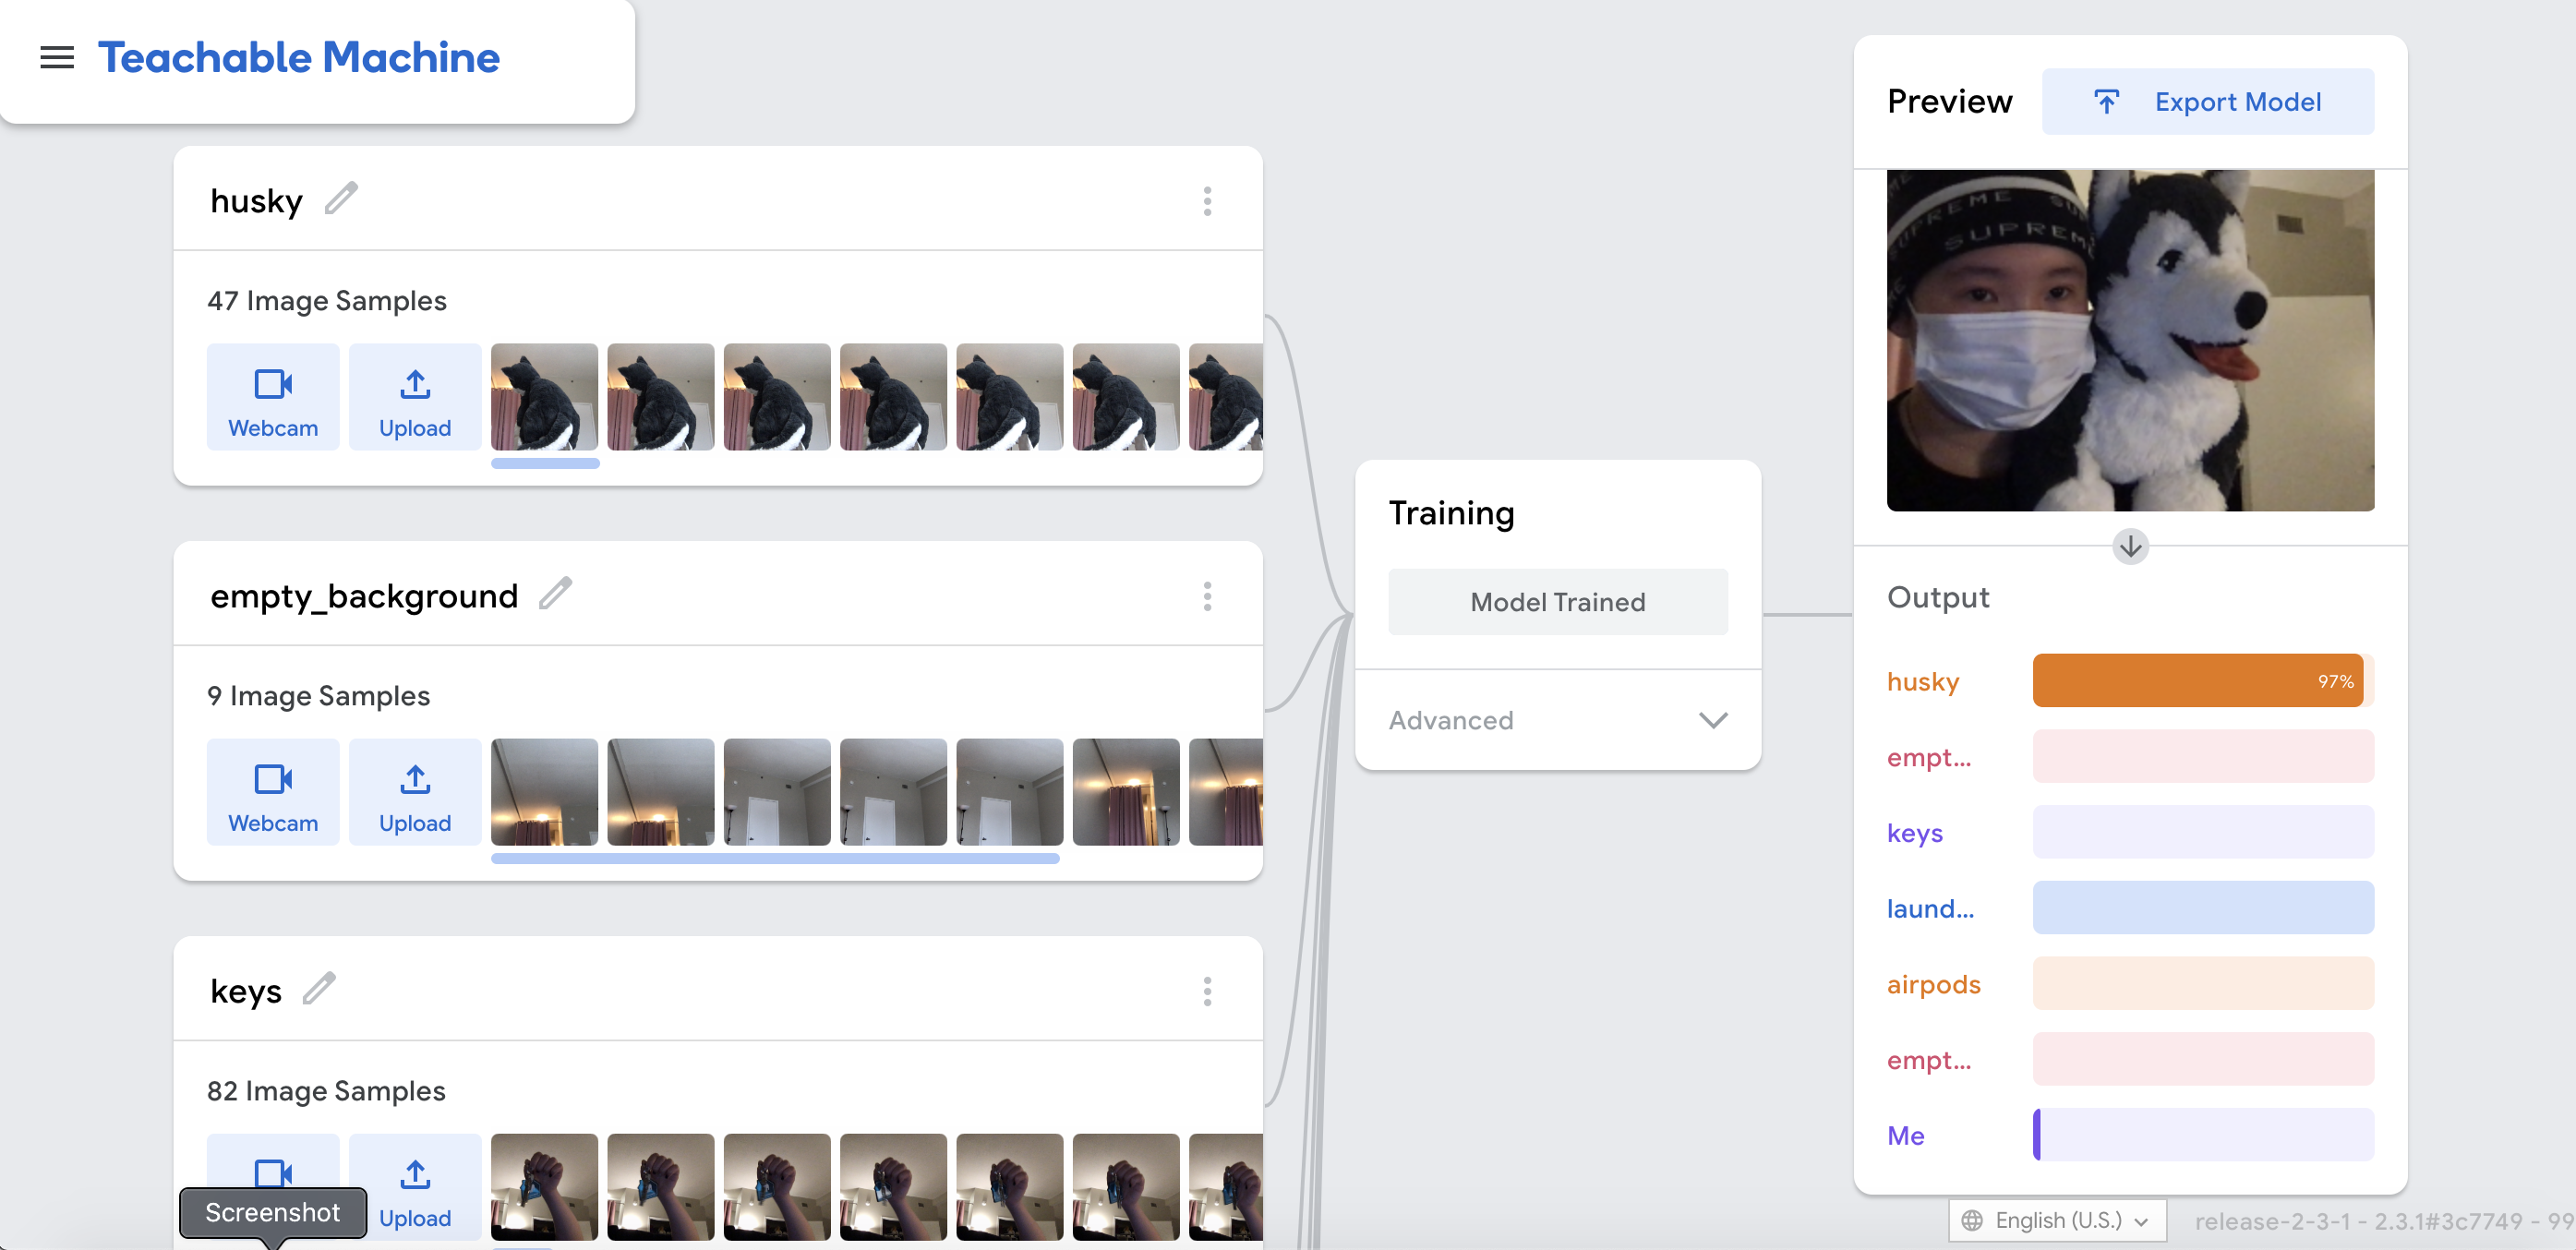 Teachable Machine
husky
47 Image Samples
Webcam
Upload
empty_background
9 Image Samples
Webcam
Upload
keys
82 Image Samples
Upload
Screenshot
Training
Model Trained
Advanced
Preview
Export Model
SUPREME
Output
husky
97%
empt...
keys
laund...
airpods
empt...
Me
English (U.S.)
release-2-3-1 - 2.3.1#3c7749 - 99